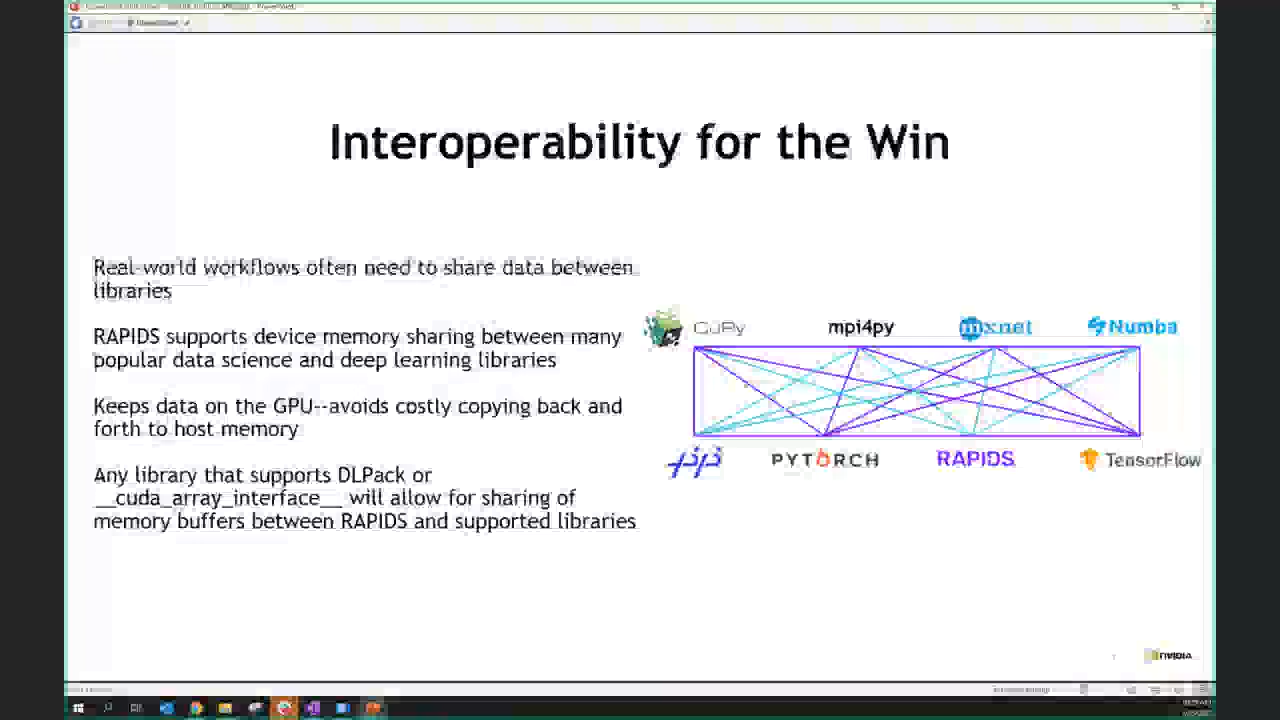 Interoperability for the Win
Real-world workflows often need to share data between
libraries
RAPIDS supports device memory sharing between many
popular data science and deep learning libraries
Keeps data on the GPU--avoids costly copying back and
forth to host memory
Any library that supports DLPack or
__cuda_array_interface__ will allow for sharing of
memory buffers between RAPIDS and supported libraries
CuPy mpi4py mxnet Numba
PYTORCH RAPIDS TensorFlow
NVIDIA